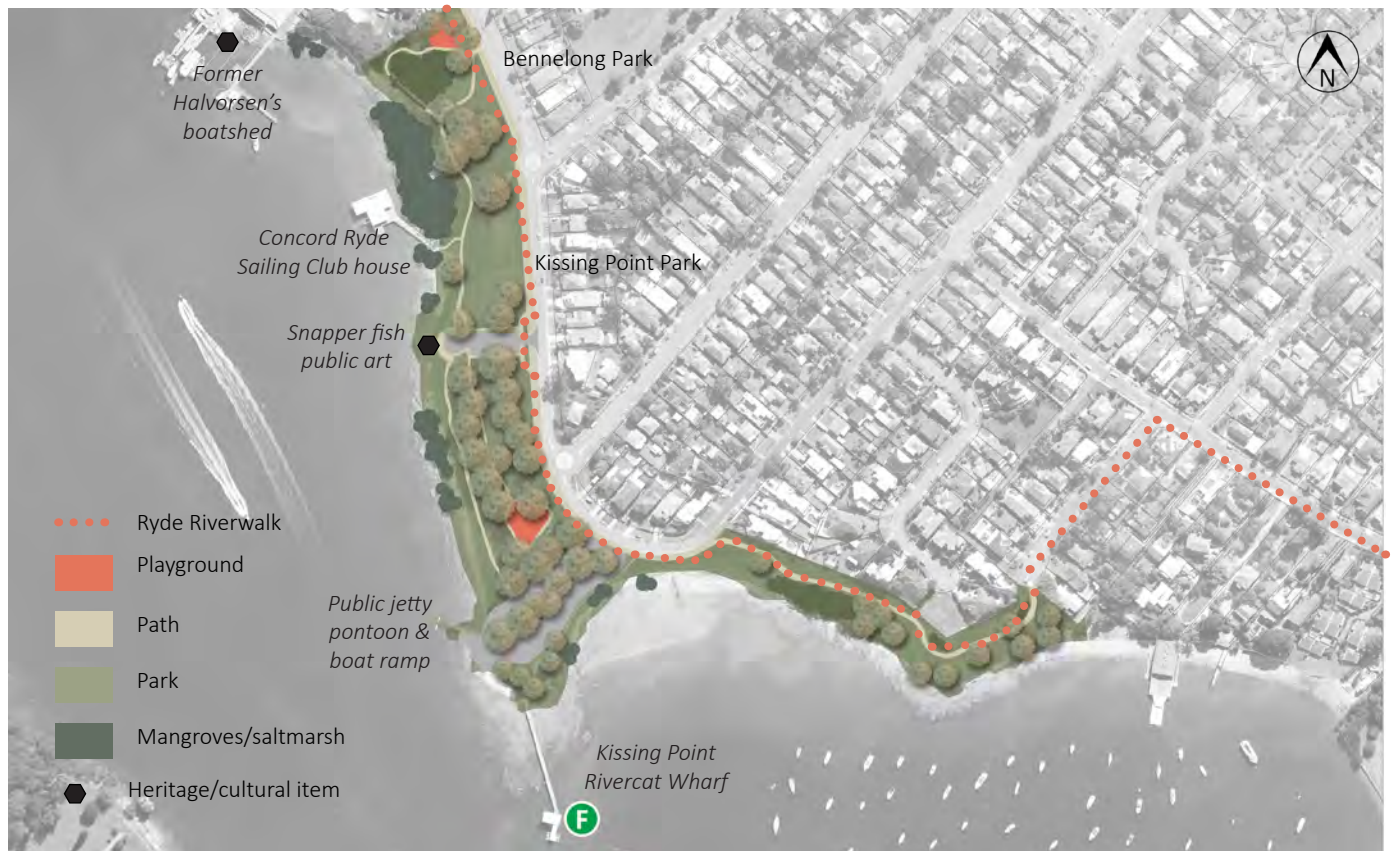 Bennelong Park
N
Former
Halvorsen's
boatshed
Concord Ryde
Sailing Club house
Kissing Point Park
Snapper fish
public art
Ryde Riverwalk
Playground
Path
Park
Mangroves/saltmarsh
Heritage/cultural item
Public jetty
pontoon &
boat ramp
Kissing Point
Rivercat Wharf
F